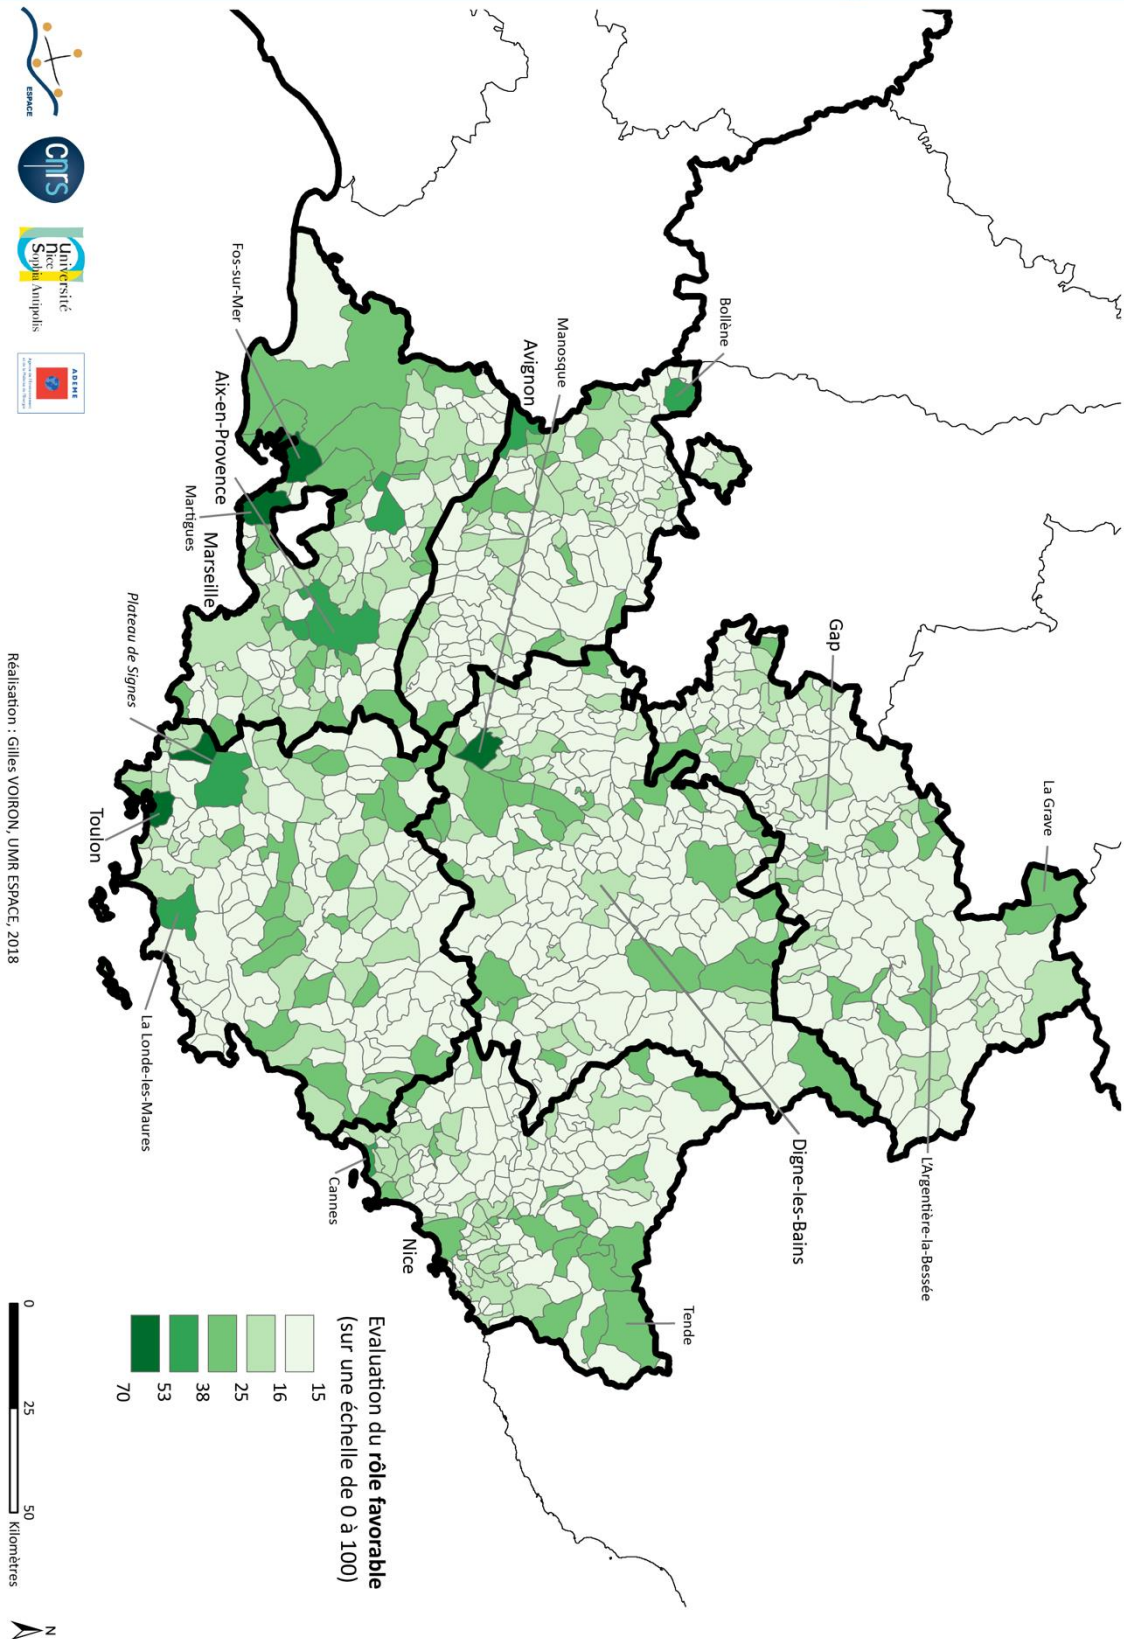 La Grave
L'Argentière-la-Bessée
Gap
Bollène
Digne-les-Bains
Tende
Manosque
Avignon
Nice
Fos-sur-Mer
Aix-en-Provence
Cannes
Martigues
Marseille
La Londe-les-Maures
Plateau de Signes
Toulon
Evaluation du rôle favorable
(sur une échelle de 0 à 100)
15
16
25
38
53
70
ESPACE
cnrs
Université
Nice
Sophia Antipolis
ADEME
Réalisation : Gilles VOIRON, UMR ESPACE, 2018
0 25 50
Kilomètres
N